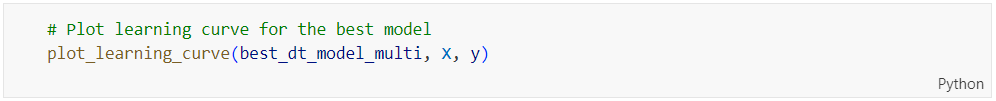 # Plot learning curve for the best model
plot_learning_curve(best_dt_model_multi, X, y)
Python